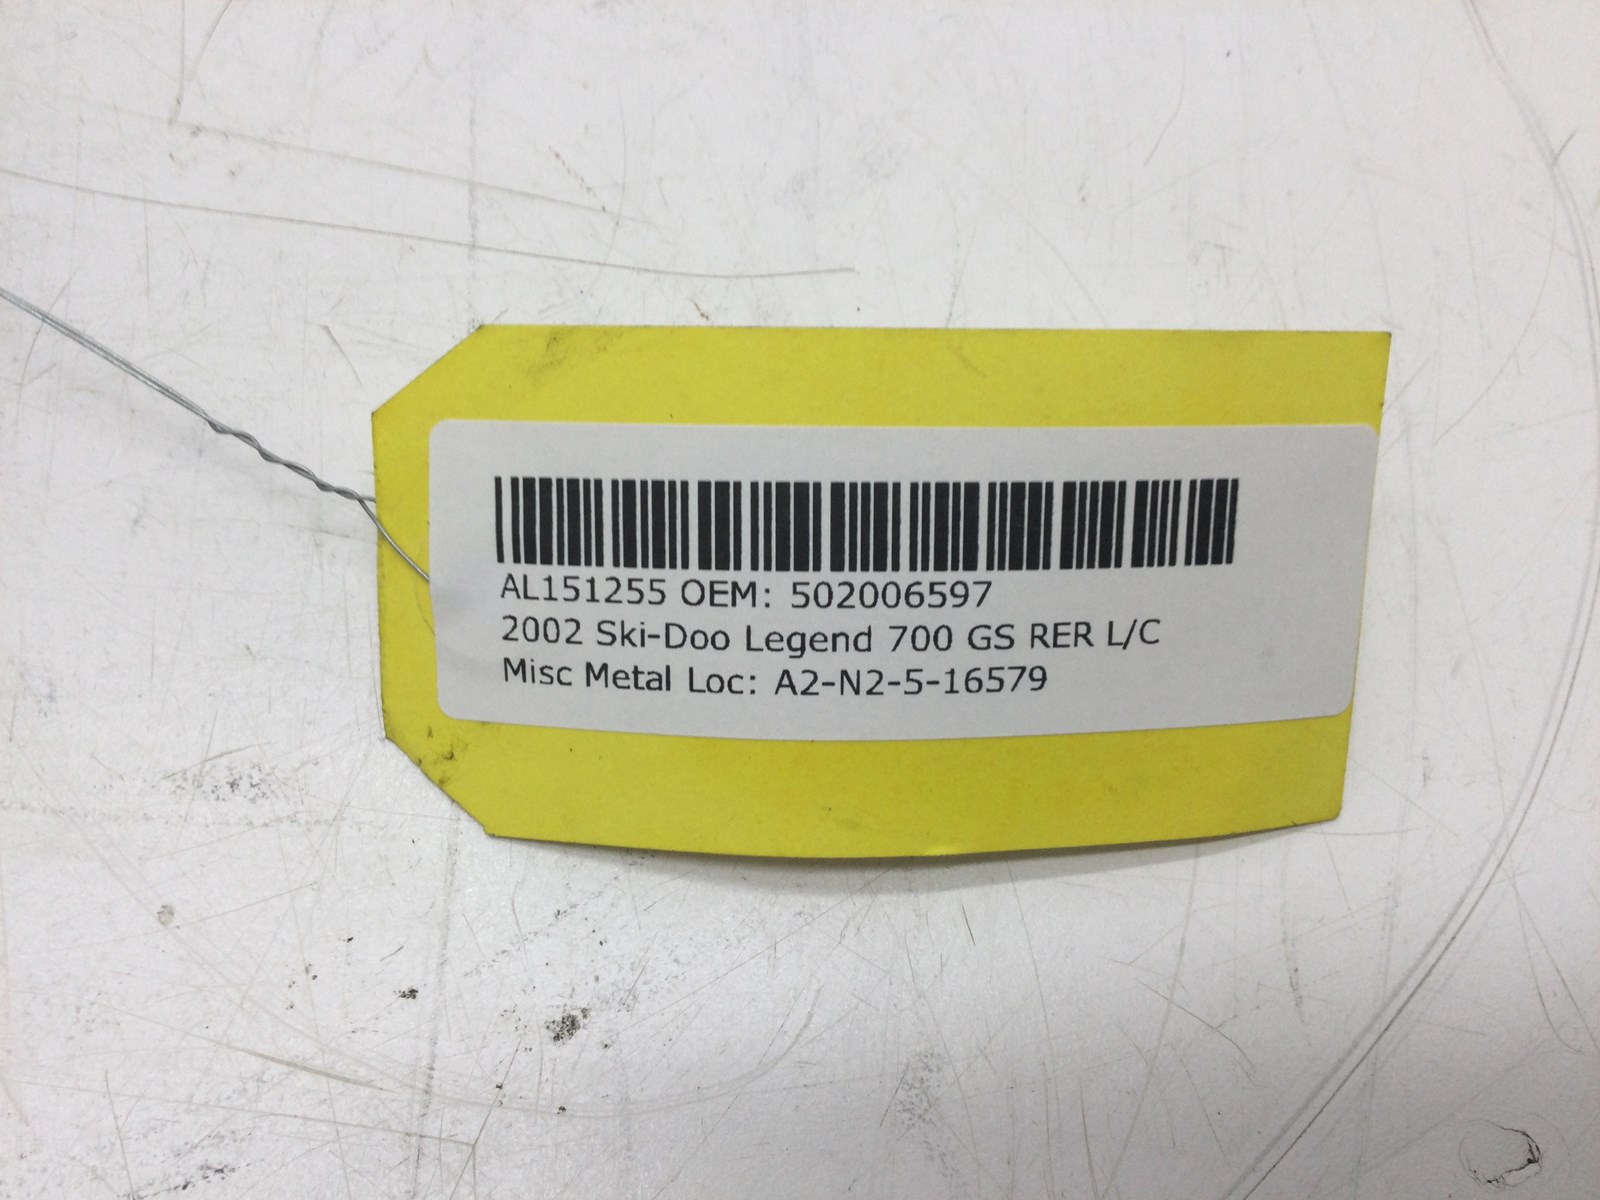 AL151255 OEM: 502006597
2002 Ski-Doo Legend 700 GS RER L/C
Misc Metal Loc: A2-N2-5-16579